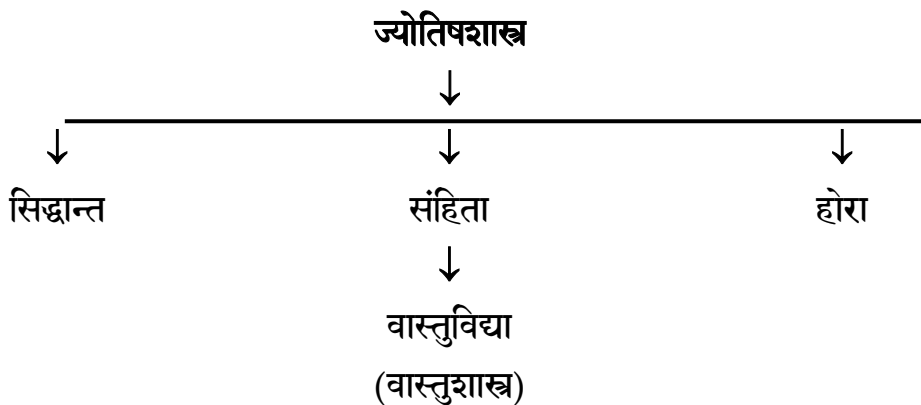 ज्योतिषशास्त्र
सिद्धान्त संहिता होरा
वास्तुविद्या
(वास्तुशास्त्र)